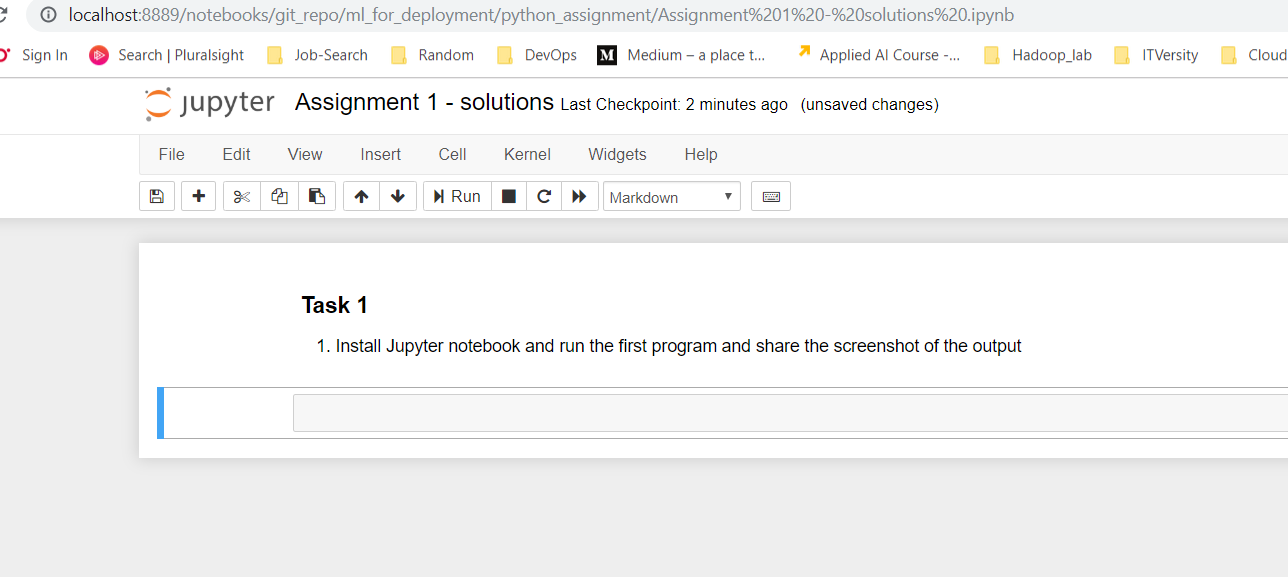 localhost:8889/notebooks/git_repo/ml_for_deployment/python_assignment/Assignment%201%20-%20solutions%20.ipynb
Sign In Search | Pluralsight Job-Search Random DevOps M Medium – a place t... Applied AI Course -... Hadoop_lab ITVersity Cloud
jupyter Assignment 1 - solutions Last Checkpoint: 2 minutes ago (unsaved changes)
File Edit View Insert Cell Kernel Widgets Help
Run Markdown
Task 1
1. Install Jupyter notebook and run the first program and share the screenshot of the output